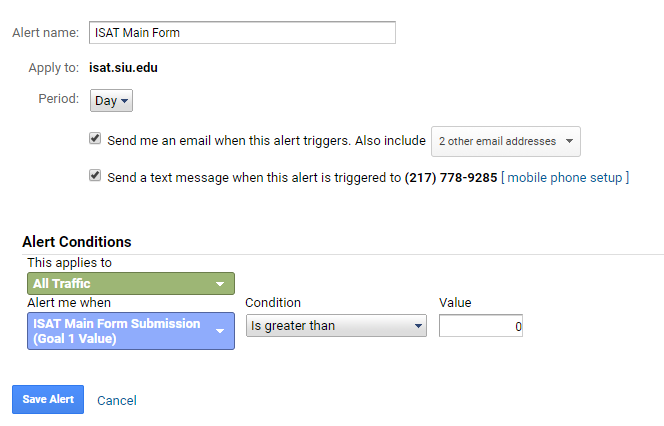 Alert name: ISAT Main Form
Apply to: isat.siu.edu
Period: Day
Send me an email when this alert triggers. Also include 2 other email addresses
Send a text message when this alert is triggered to (217) 778-9285 [ mobile phone setup ]
Alert Conditions
This applies to
All Traffic
Alert me when Condition Value
ISAT Main Form Submission
(Goal 1 Value) Is greater than 0
Save Alert Cancel